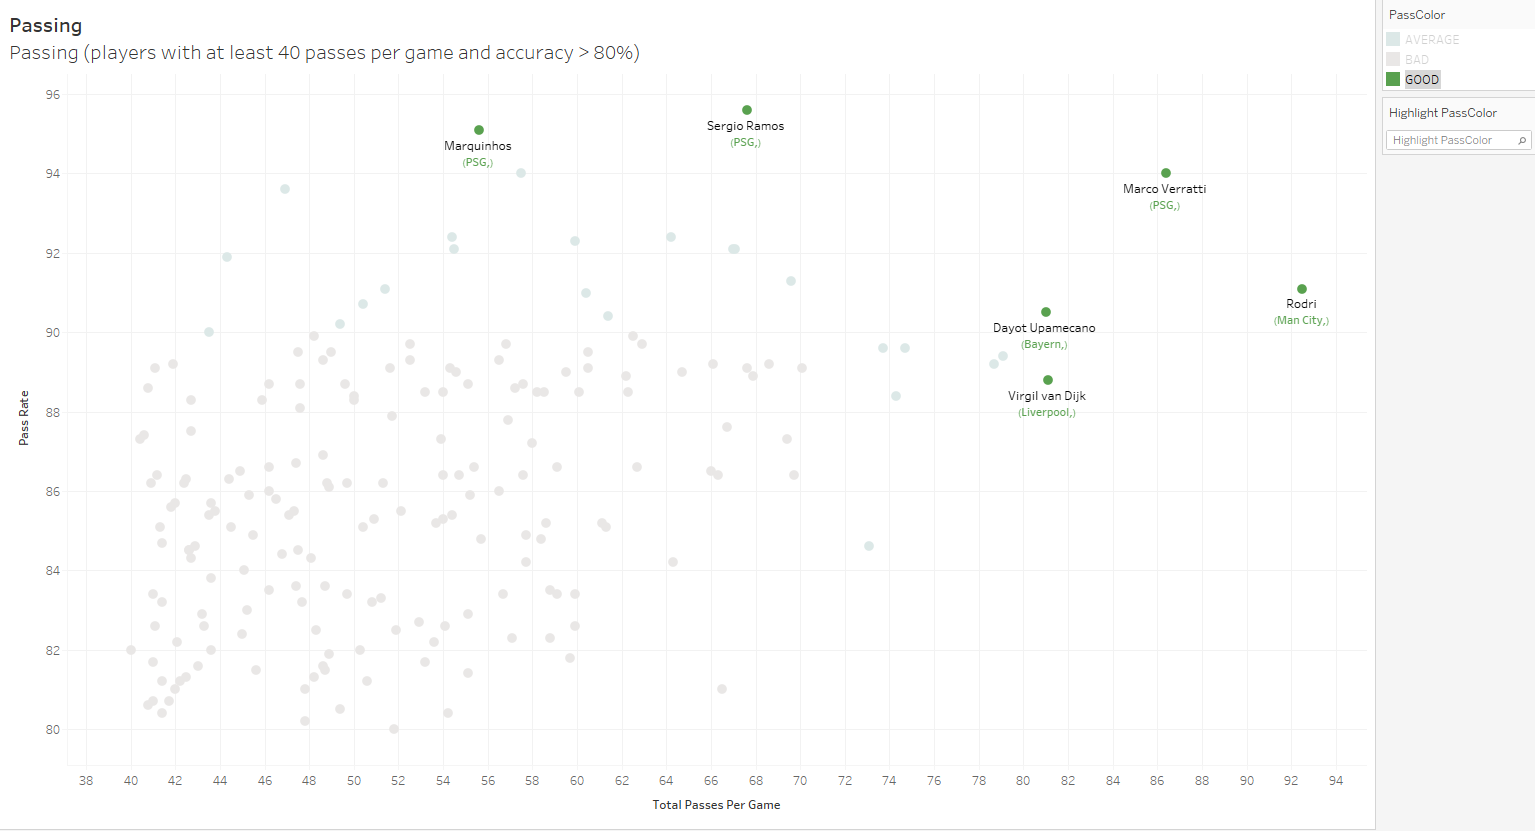 Passing
Passing (players with at least 40 passes per game and accuracy > 80%)
PassColor
AVERAGE
BAD
GOOD
Highlight PassColor
Highlight PassColor
Pass Rate
96
94
92
90
88
86
84
82
80
Marquinhos
(PSG,)
Sergio Ramos
(PSG,)
Marco Verratti
(PSG,)
Rodri
(Man City,)
Dayot Upamecano
(Bayern,)
Virgil van Dijk
(Liverpool,)
38 40 42 44 46 48 50 52 54 56 58 60 62 64 66 68 70 72 74 76 78 80 82 84 86 88 90 92 94
Total Passes Per Game